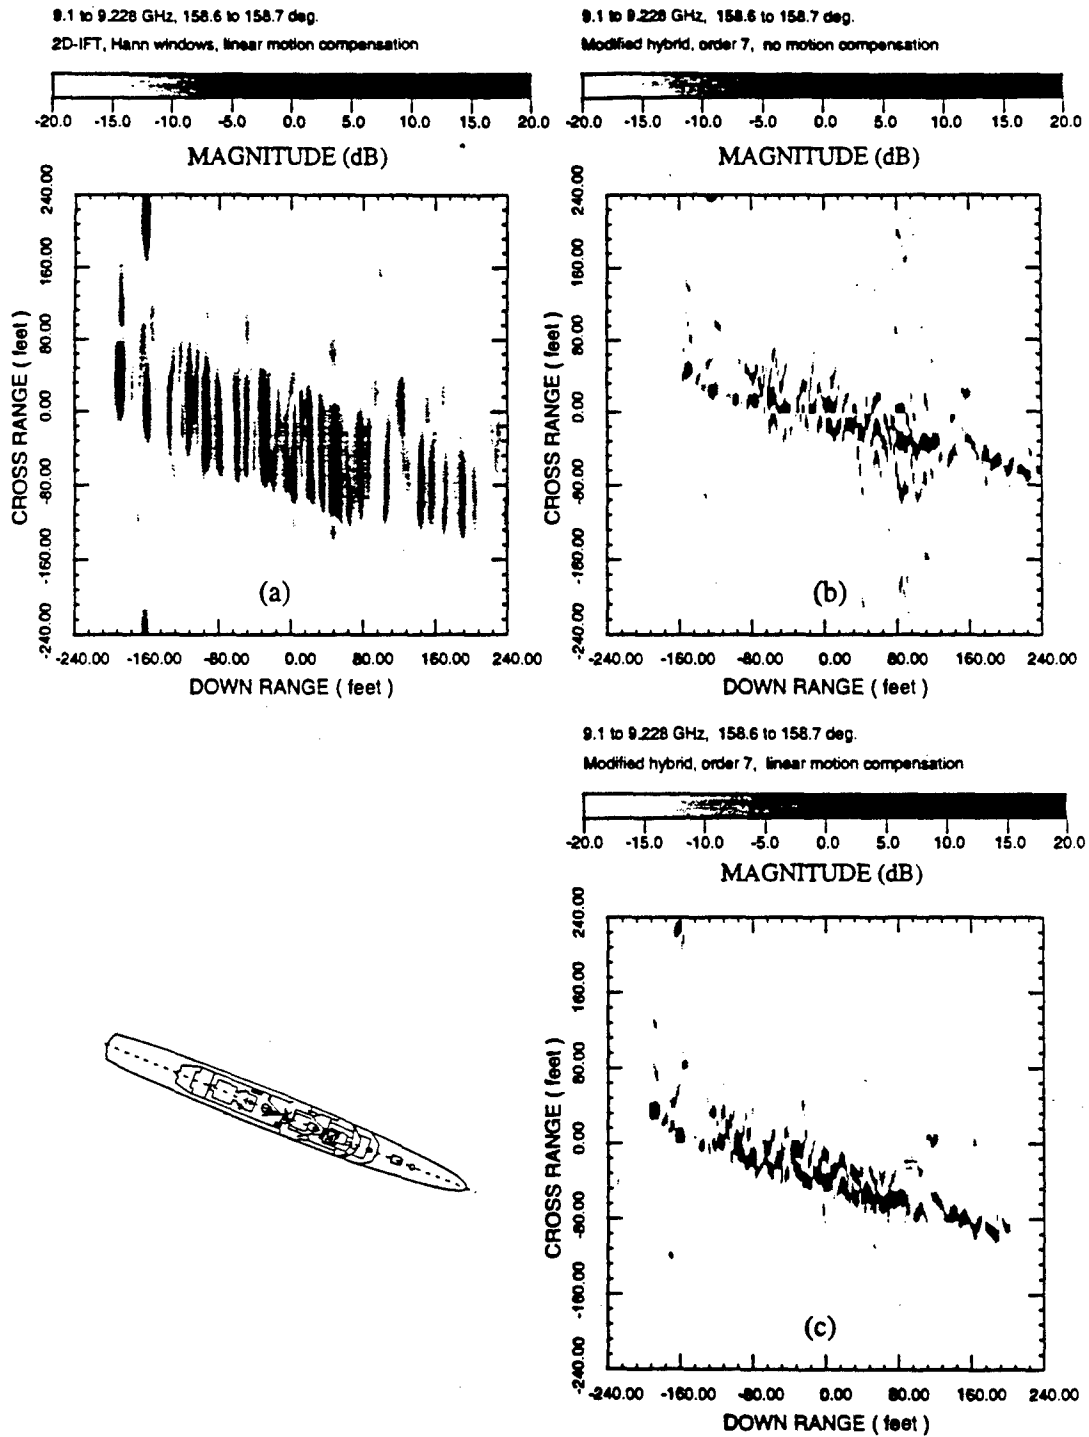 9.1 to 9.228 GHz, 158.6 to 158.7 deg.
2D-IFT, Hann windows, linear motion compensation
-20.0 -15.0 -10.0 -5.0 0.0 5.0 10.0 15.0 20.0
MAGNITUDE (dB)
240.00
160.00
80.00
0.00
-80.00
-160.00
-240.00
CROSS RANGE ( feet )
(a)
-240.00 -160.00 -80.00 0.00 80.00 160.00 240.00
DOWN RANGE ( feet )
9.1 to 9.228 GHz, 158.6 to 158.7 deg.
Modified hybrid, order 7, no motion compensation
-20.0 -15.0 -10.0 -5.0 0.0 5.0 10.0 15.0 20.0
MAGNITUDE (dB)
240.00
160.00
80.00
0.00
-80.00
-160.00
-240.00
CROSS RANGE ( feet )
(b)
-240.00 -160.00 -80.00 0.00 80.00 160.00 240.00
DOWN RANGE ( feet )
9.1 to 9.228 GHz, 158.6 to 158.7 deg.
Modified hybrid, order 7, linear motion compensation
-20.0 -15.0 -10.0 -5.0 0.0 5.0 10.0 15.0 20.0
MAGNITUDE (dB)
240.00
160.00
80.00
0.00
-80.00
-160.00
-240.00
CROSS RANGE ( feet )
(c)
-240.00 -160.00 -80.00 0.00 80.00 160.00 240.00
DOWN RANGE ( feet )